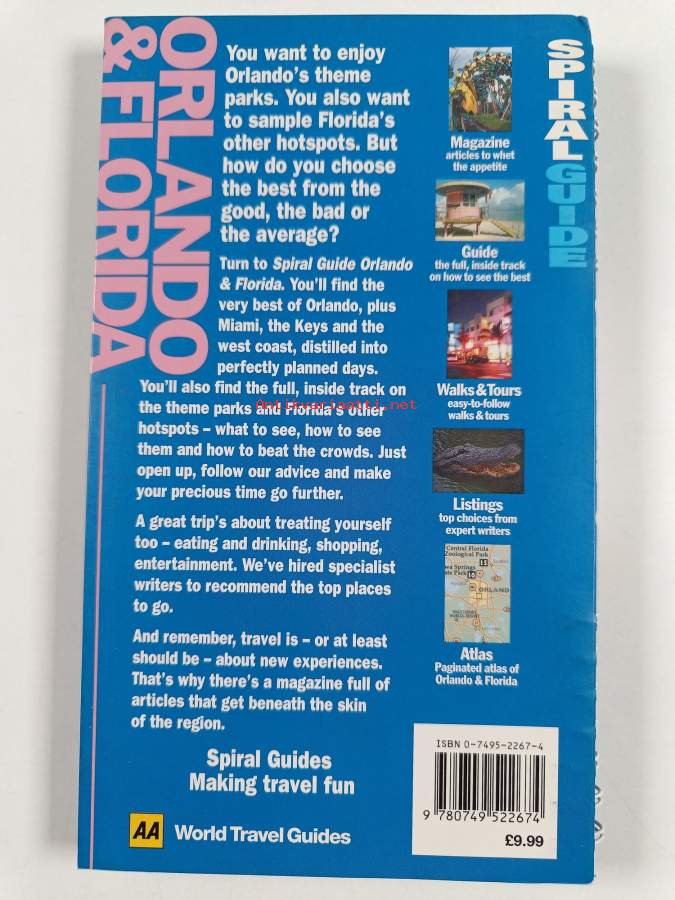 ORLANDO
& FLORIDA
You want to enjoy
Orlando's theme
parks. You also want
to sample Florida's
other hotspots. But
how do you choose
the best from the
good, the bad or
the average?
Turn to Spiral Guide Orlando
& Florida. You'll find the
very best of Orlando, plus
Miami, the Keys and the
west coast, distilled into
perfectly planned days.
You'll also find the full, inside track on
the theme parks and Florida's other
hotspots – what to see, how to see
them and how to beat the crowds. Just
open up, follow our advice and make
your precious time go further.
A great trip's about treating yourself
too – eating and drinking, shopping,
entertainment. We've hired specialist
writers to recommend the top places
to go.
And remember, travel is – or at least
should be – about new experiences.
That's why there's a magazine full of
articles that get beneath the skin
of the region.
Spiral Guides
Making travel fun
AA World Travel Guides
SPIRAL GUIDE
Magazine
articles to whet
the appetite
Guide
the full, inside track
on how to see the best
Walks & Tours
easy-to-follow
walks & tours
Listings
top choices from
expert writers
Central Florida
Zoological Park
15
16
ORLAND
Atlas
Paginated atlas of
Orlando & Florida
ISBN 0-7495-2267-4
9 780749 522674
£9.99
Antikvariaatti.net